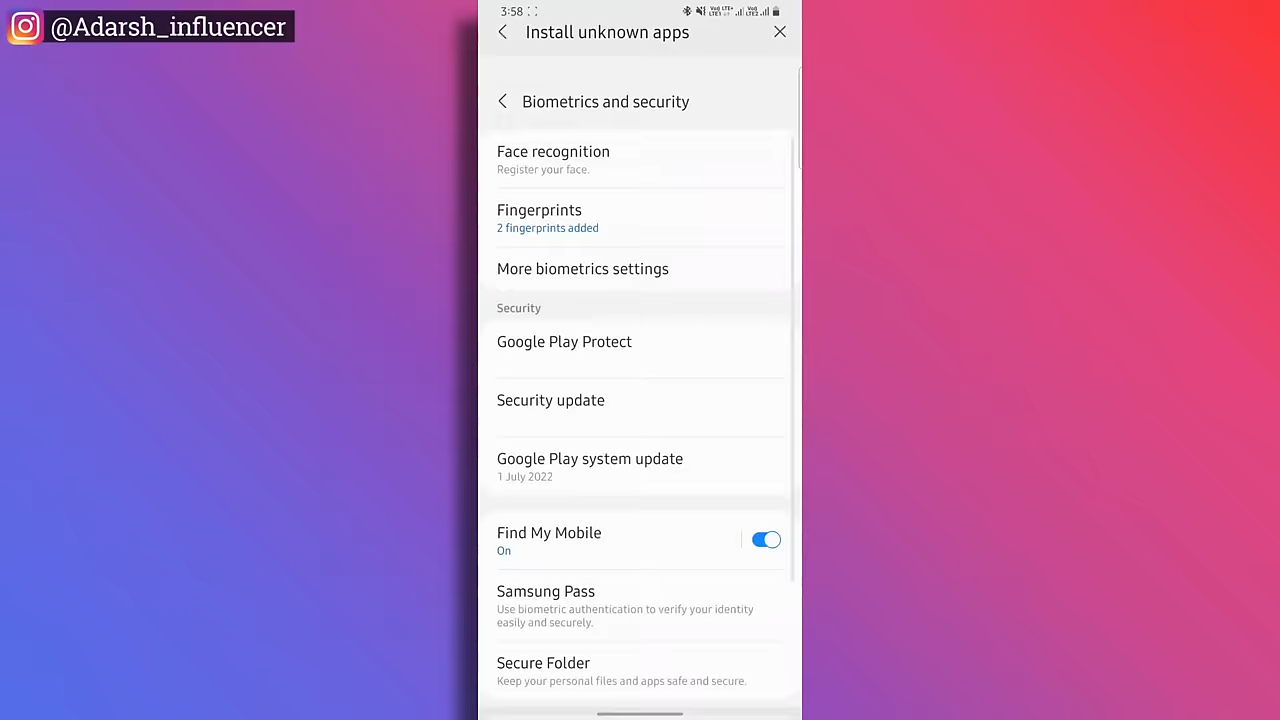 @Adarsh_influencer
3:58
Install unknown apps
Biometrics and security
Face recognition
Register your face.
Fingerprints
2 fingerprints added
More biometrics settings
Security
Google Play Protect
Security update
Google Play system update
1 July 2022
Find My Mobile
On
Samsung Pass
Use biometric authentication to verify your identity
easily and securely.
Secure Folder
Keep your personal files and apps safe and secure.